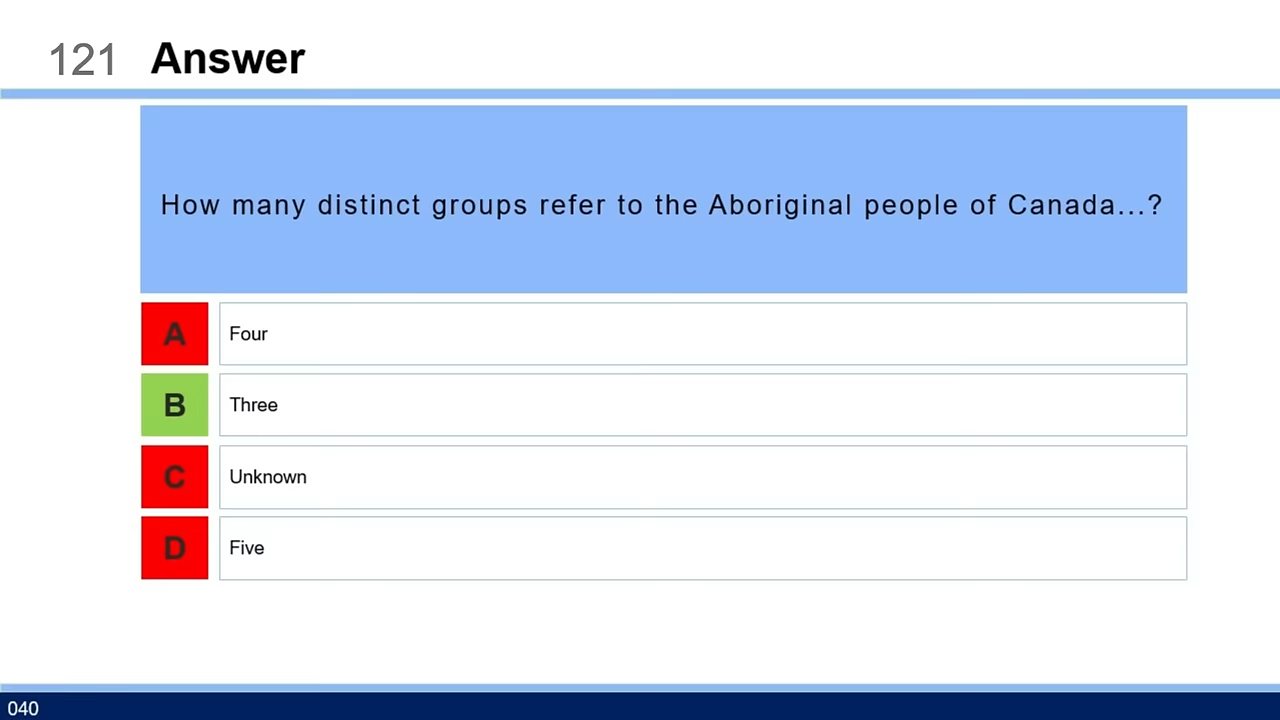 121 Answer
How many distinct groups refer to the Aboriginal people of Canada...?
A Four
B Three
C Unknown
D Five
040